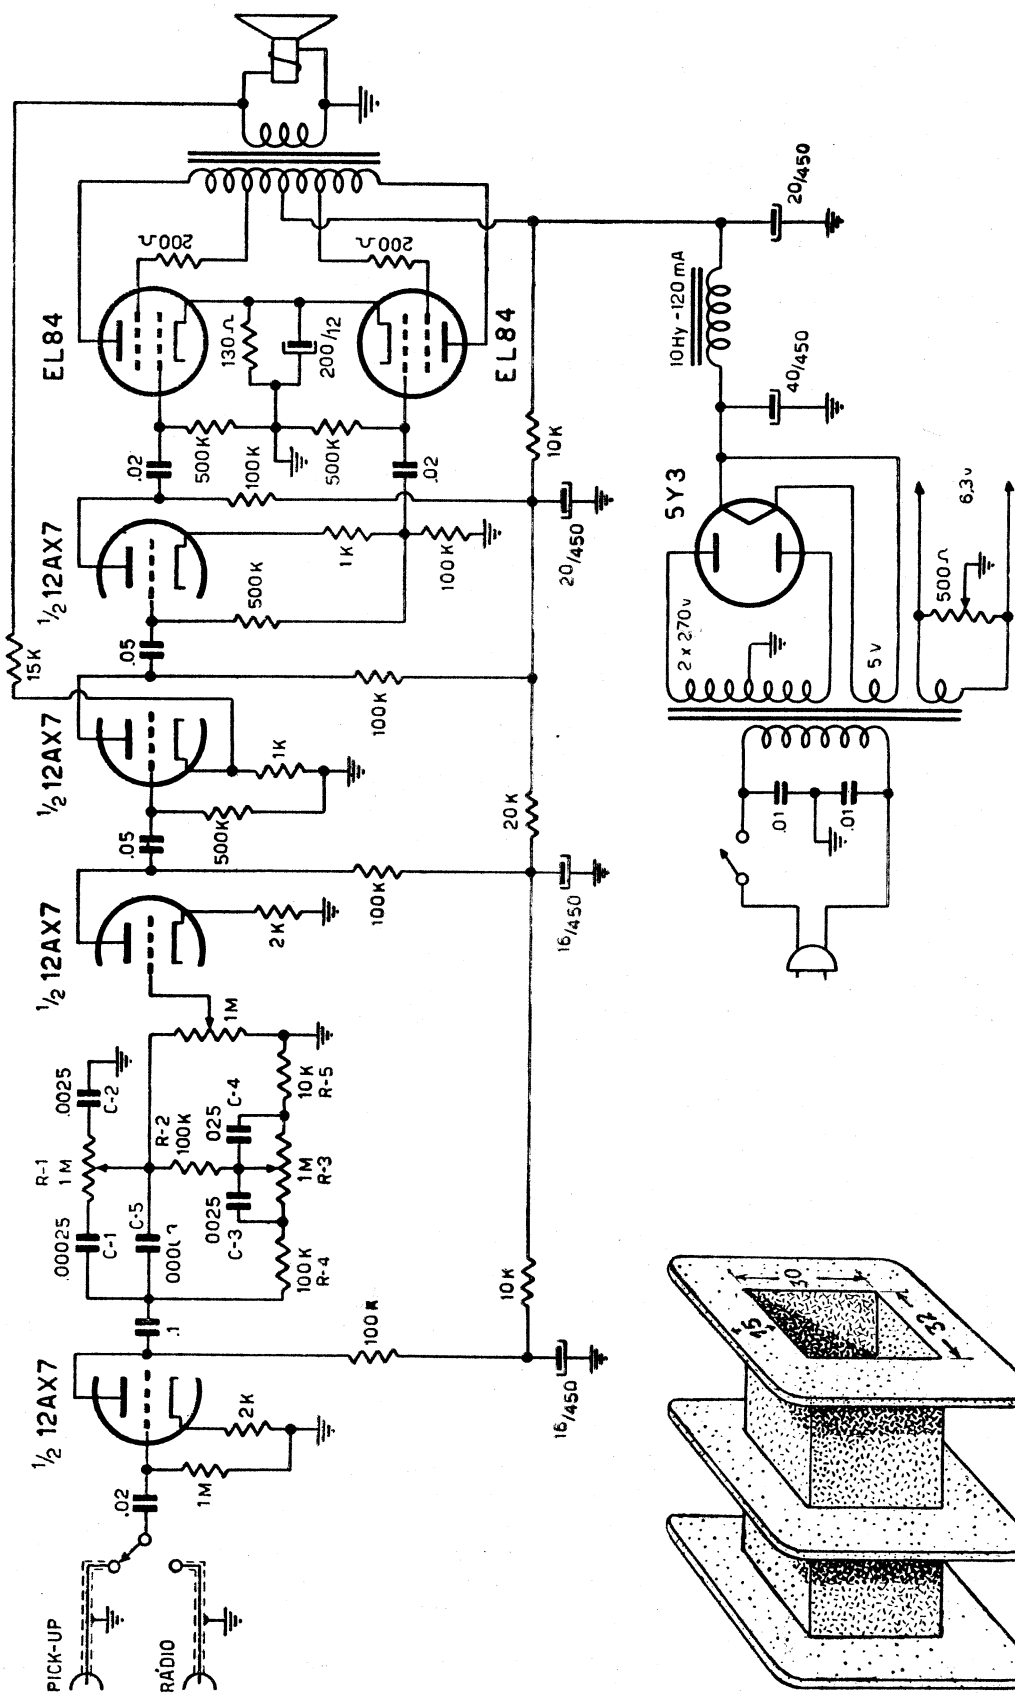 PICK-UP
RÁDIO
.02
1M
½ 12AX7
2K
.1
100K
16/450
10K
.00025
C-1
R-1
1M
.0025
C-2
C-5
R-2
100K
0025
C-3
025
C-4
100K
R-4
1M
R-3
10K
R-5
1M
½ 12AX7
2K
100K
16/450
20K
.05
500K
½ 12AX7
1K
15K
100K
.05
500K
½ 12AX7
1K
100K
20/450
10K
.02
500K
100K
500K
.02
EL84
200Ω
130Ω
200/12
200Ω
EL84
20/450
10Hy-120mA
40/450
5Y3
2 x 270v
5v
6,3v
500Ω
.01
.01
15
30
32